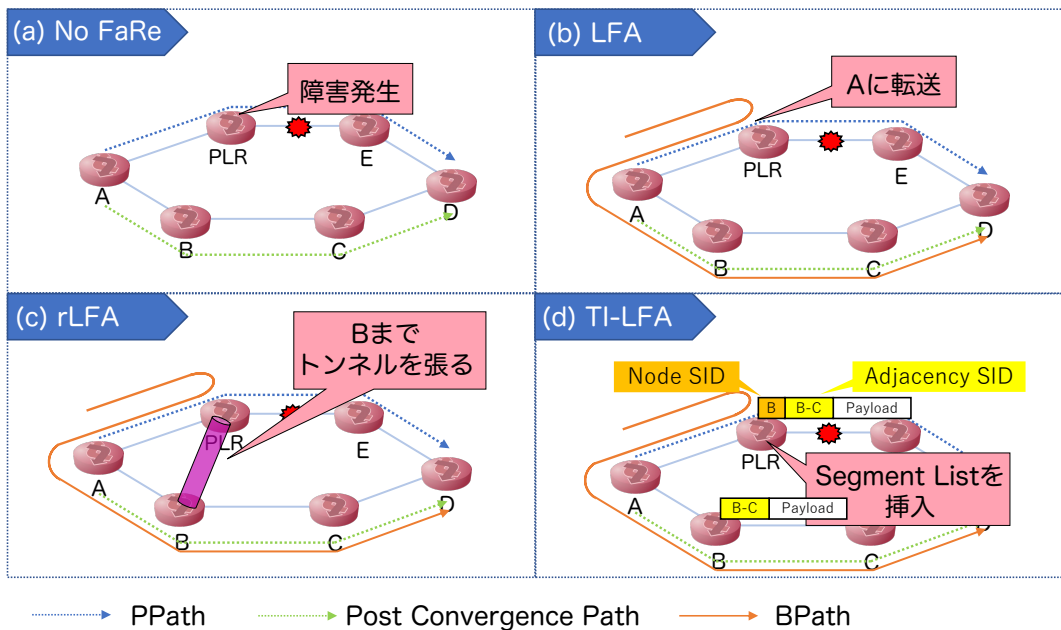 (a) No FaRe
障害発生
PLR
E
A
D
B
C
(b) LFA
Aに転送
PLR
E
A
D
B
C
(c) rLFA
Bまで
トンネルを張る
PLR
E
A
D
B
C
(d) TI-LFA
Node SID
Adjacency SID
B B-C Payload
PLR
Segment Listを
挿入
A
B-C Payload
B
C
PPath
Post Convergence Path
BPath